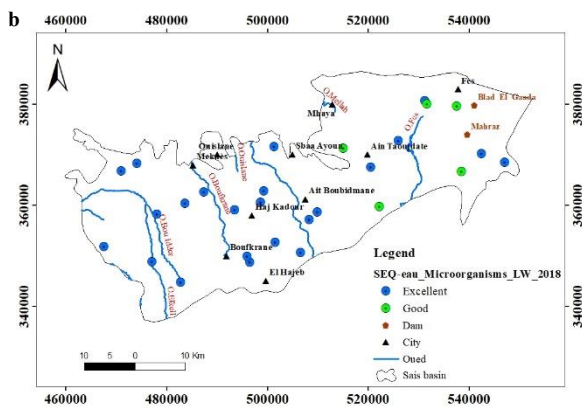 b
460000 480000 500000 520000 540000
N
380000
360000
340000
380000
360000
340000
Fes
Blad El Gaada
Mahraz
O.Mellah
Mhaya
O.Fes
Ouislane
Meknes
O.Ouislane
Sbaa Ayoun
Ain Taoujdate
O.Boufkrane
Ait Boubidmane
Haj Kadour
Boufkrane
El Hajeb
Legend
SEQ-eau_Microorganisms_LW_2018
Excellent
Good
Dam
City
Oued
Sais basin
10 5 0 10 Km
460000 480000 500000 520000 540000